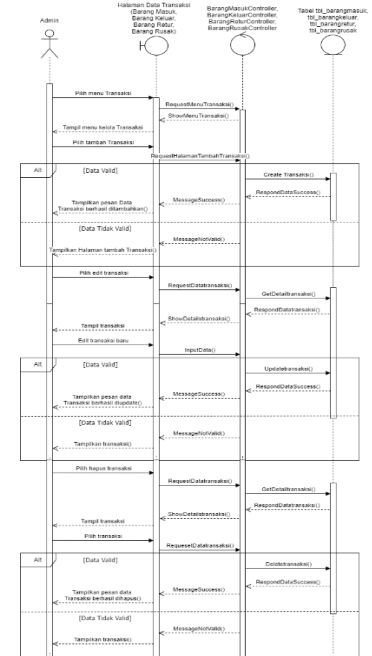 Admin
Halaman Data Transaksi
(Barang Masuk,
Barang Keluar,
Barang Retur,
Barang Rusak)
BarangMasukController,
BarangKeluarController
BarangReturController
BarangRusakController
Tabel tbl_barangmasuk,
tbl_barangkeluar,
tbl_barangretur,
tbl_barangrusak
Pilih menu Transaksi
RequestMenuTransaksi()
ShowMenuTransaksi()
Tampil menu kelola Transaksi
Pilih tambah Transaksi
RequestHalamanTambahTransaksi()
Alt
[Data Valid]
Create Transaksi()
RespondDataSuccess()
MessageSuccess()
Tampilkan pesan Data
Transaksi berhasil ditambahkan()
[Data Tidak Valid]
MessageNotValid()
Tampilkan Halaman tambah Transaksi()
Pilih edit transaksi
RequestDatatransaksi()
GetDetailtransaksi()
RespondDatatransaksi()
ShowDetailstransaksi()
Tampil transaksi
Edit transaksi baru
InputData()
Alt
[Data Valid]
Updatetransaksi()
RespondDataSuccess()
MessageSuccess()
Tampilkan pesan data
Transaksi berhasil diupdate()
[Data Tidak Valid]
MessageNotValid()
Tampilkan transaksi()
Pilih hapus transaksi
RequestDatatransaksi()
GetDetailtransaksi()
RespondDatatransaksi()
ShowDetailstransaksi()
Tampil transaksi
Pilih transaksi
RequesetDatatransaksi()
Alt
[Data Valid]
Deletetransaksi()
RespondDataSuccess()
MessageSuccess()
Tampilkan pesan data
Transaksi berhasil dihapus()
[Data Tidak Valid]
MessageNotValid()
Tampilkan transaksi()